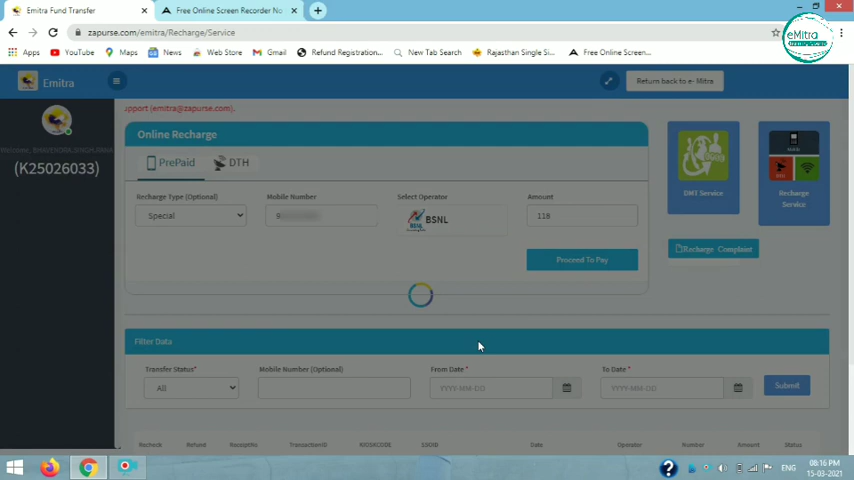 Emitra Fund Transfer
Free Online Screen Recorder No
zapurse.com/emitra/Recharge/Service
Apps
YouTube
Maps
News
Web Store
Gmail
Refund Registration...
New Tab Search
Rajasthan Single Si...
Free Online Screen...
eMitra
Emitra
Return back to e- Mitra
upport (emitra@zapurse.com).
(K25026033)
Online Recharge
PrePaid
DTH
Recharge Type (Optional)
Mobile Number
Select Operator
Amount
Special
9
BSNL
118
Proceed To Pay
DMT Service
Recharge Service
Recharge Complaint
Filter Data
Transfer Status*
Mobile Number (Optional)
From Date *
To Date *
All
YYYY-MM-DD
YYYY-MM-DD
Submit
Recheck
Refund
ReceiptNo
TransactionID
KIOSKCODE
SSOID
Date
Operator
Number
Amount
Status
ENG
08:16 PM
15-03-2021